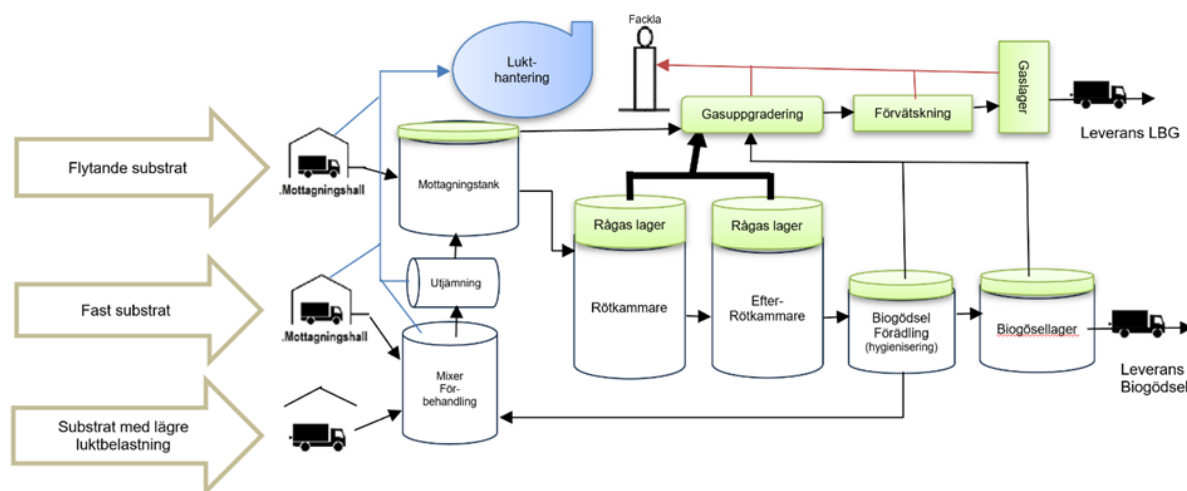 Fackla
Lukt-
hantering
Gaslager
Gasuppgradering
Förvätskning
Leverans LBG
Flytande substrat
.Mottagningshall
Mottagningstank
Rågas lager
Rågas lager
Utjämning
Fast substrat
.Mottagningshall
Rötkammare
Efter-
Rötkammare
Biogödsel
Förädling
(hygienisering)
Biogösellager
Leverans
Biogödsel
Mixer
För-
behandling
Substrat med lägre
luktbelastning